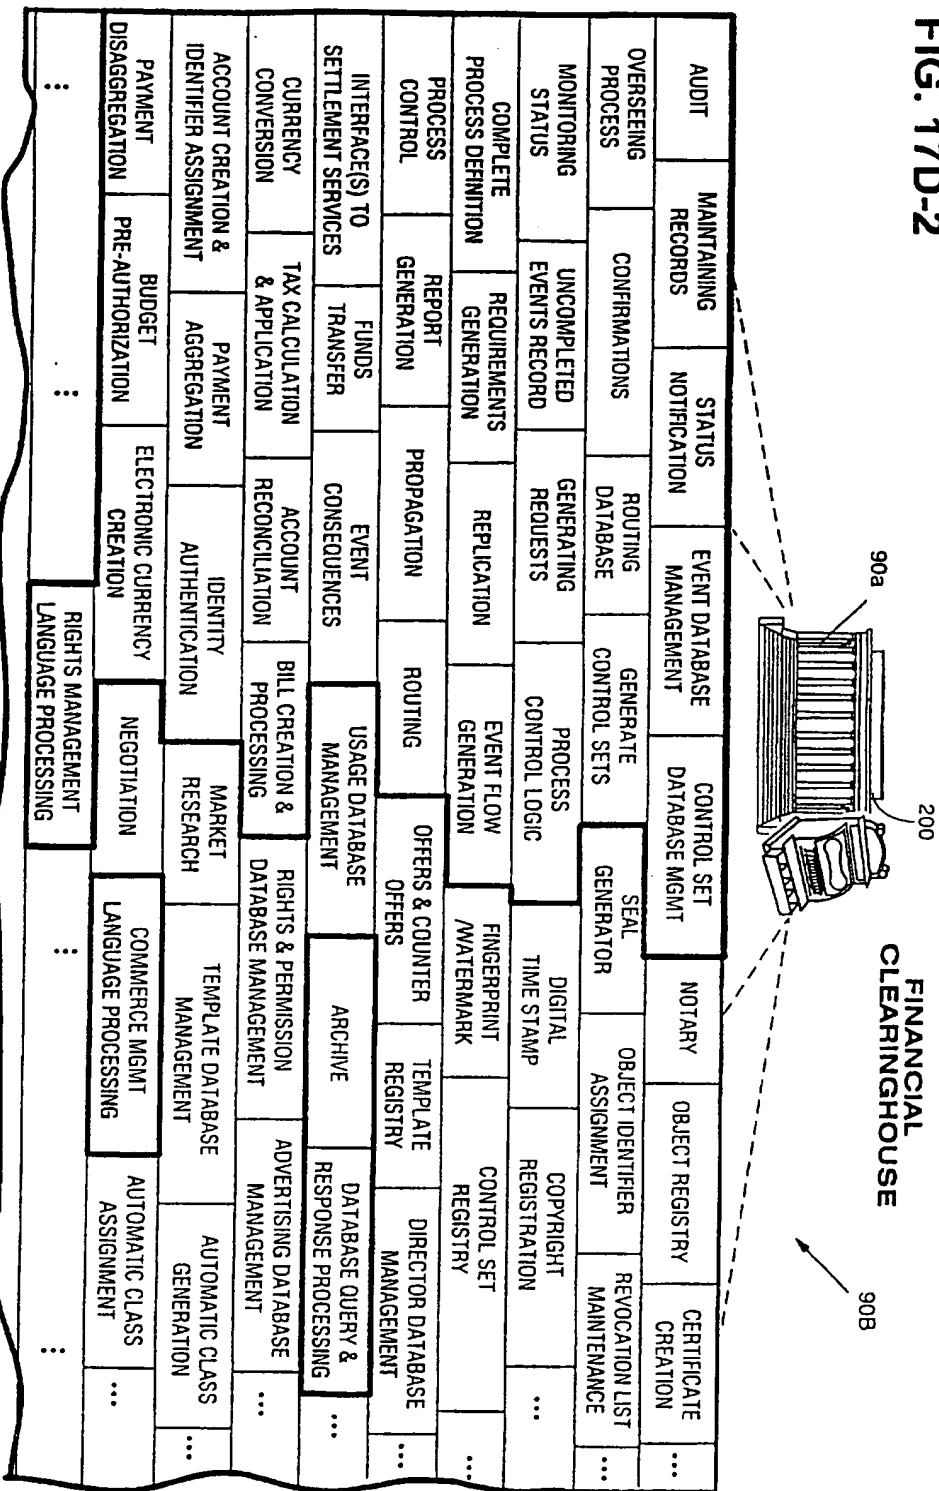 FIG. 17D-2
FINANCIAL
CLEARINGHOUSE
90a
200
90B
AUDIT
MAINTAINING
RECORDS
STATUS
NOTIFICATION
EVENT DATABASE
MANAGEMENT
CONTROL SET
DATABASE MGMT
NOTARY
OBJECT REGISTRY
CERTIFICATE
CREATION
...
OVERSEEING
PROCESS
CONFIRMATIONS
ROUTING
DATABASE
GENERATE
CONTROL SETS
SEAL
GENERATOR
OBJECT IDENTIFIER
ASSIGNMENT
REVOCATION LIST
MAINTENANCE
...
MONITORING
STATUS
UNCOMPLETED
EVENTS RECORD
GENERATING
REQUESTS
PROCESS
CONTROL LOGIC
DIGITAL
TIME STAMP
COPYRIGHT
REGISTRATION
...
COMPLETE
PROCESS DEFINITION
REQUIREMENTS
GENERATION
REPLICATION
EVENT FLOW
GENERATION
FINGERPRINT
/WATERMARK
CONTROL SET
REGISTRY
...
PROCESS
CONTROL
REPORT
GENERATION
PROPAGATION
ROUTING
OFFERS & COUNTER
OFFERS
TEMPLATE
REGISTRY
DIRECTOR DATABASE
MANAGEMENT
...
INTERFACE(S) TO
SETTLEMENT SERVICES
FUNDS
TRANSFER
EVENT
CONSEQUENCES
USAGE DATABASE
MANAGEMENT
ARCHIVE
DATABASE QUERY &
RESPONSE PROCESSING
...
CURRENCY
CONVERSION
TAX CALCULATION
& APPLICATION
ACCOUNT
RECONCILIATION
BILL CREATION &
PROCESSING
RIGHTS & PERMISSION
DATABASE MANAGEMENT
ADVERTISING DATABASE
MANAGEMENT
...
ACCOUNT CREATION &
IDENTIFIER ASSIGNMENT
PAYMENT
AGGREGATION
IDENTITY
AUTHENTICATION
MARKET
RESEARCH
TEMPLATE DATABASE
MANAGEMENT
AUTOMATIC CLASS
GENERATION
...
PAYMENT
DISAGGREGATION
BUDGET
PRE-AUTHORIZATION
ELECTRONIC CURRENCY
CREATION
NEGOTIATION
COMMERCE MGMT
LANGUAGE PROCESSING
AUTOMATIC CLASS
ASSIGNMENT
...
...
...
RIGHTS MANAGEMENT
LANGUAGE PROCESSING
...
...